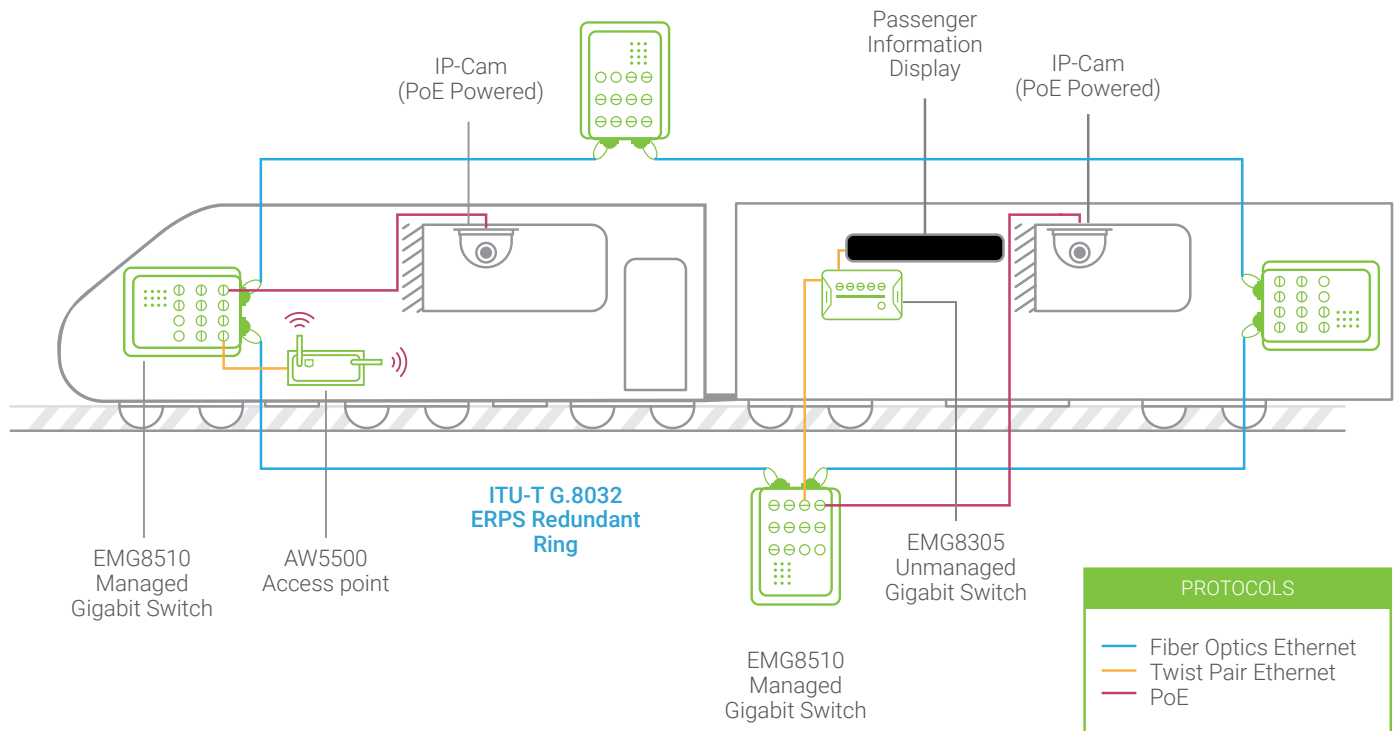 Passenger
Information
Display
IP-Cam
(PoE Powered)
IP-Cam
(PoE Powered)
ITU-T G.8032
ERPS Redundant
Ring
EMG8510
Managed
Gigabit Switch
AW5500
Access point
EMG8305
Unmanaged
Gigabit Switch
EMG8510
Managed
Gigabit Switch
PROTOCOLS
Fiber Optics Ethernet
Twist Pair Ethernet
PoE